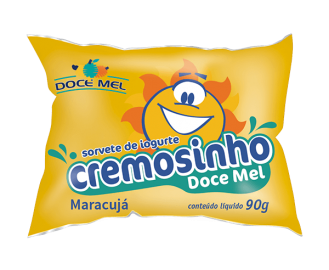 DOCE MEL
sorvete de iogurte
cremosinho
Doce Mel
Maracujá
conteúdo líquido 90g